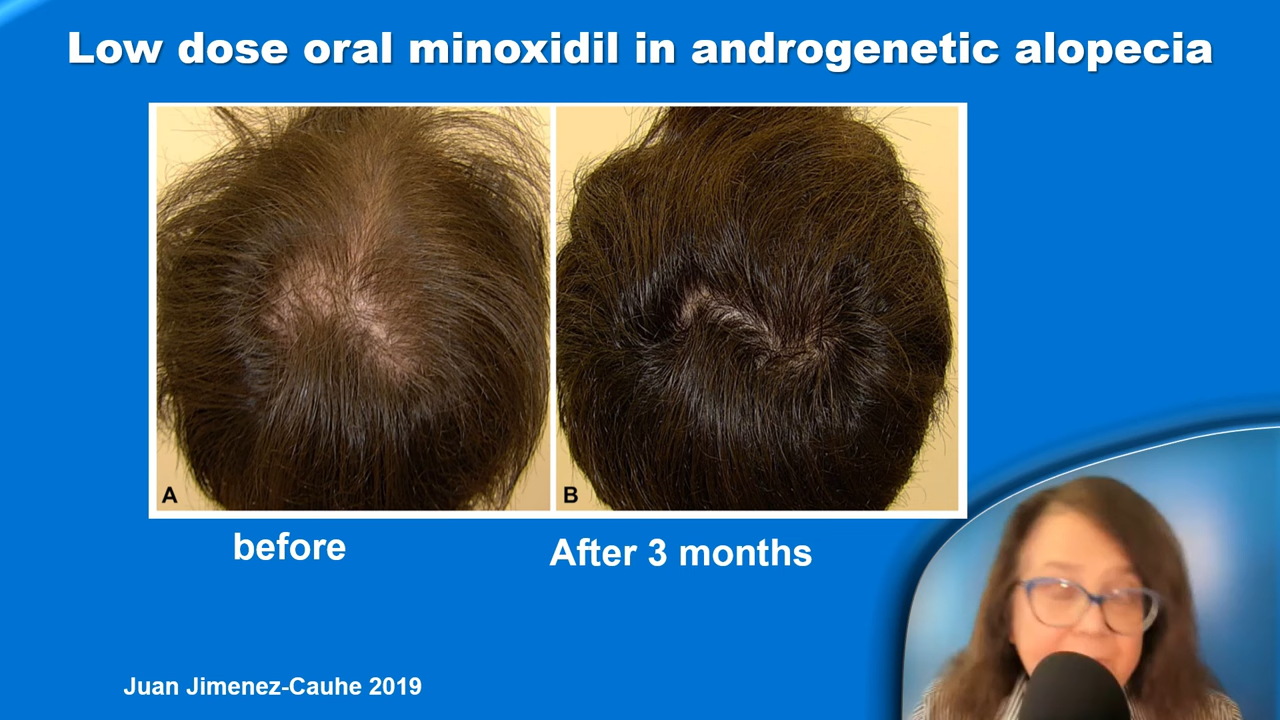 Low dose oral minoxidil in androgenetic alopecia
A
B
before
After 3 months
Juan Jimenez-Cauhe 2019